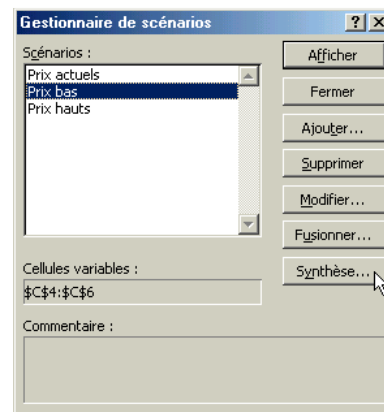 Gestionnaire de scénarios
Scénarios :
Prix actuels
Prix bas
Prix hauts
Afficher
Fermer
Ajouter...
Supprimer
Modifier...
Fusionner...
Synthèse...
Cellules variables :
$C$4:$C$6
Commentaire :